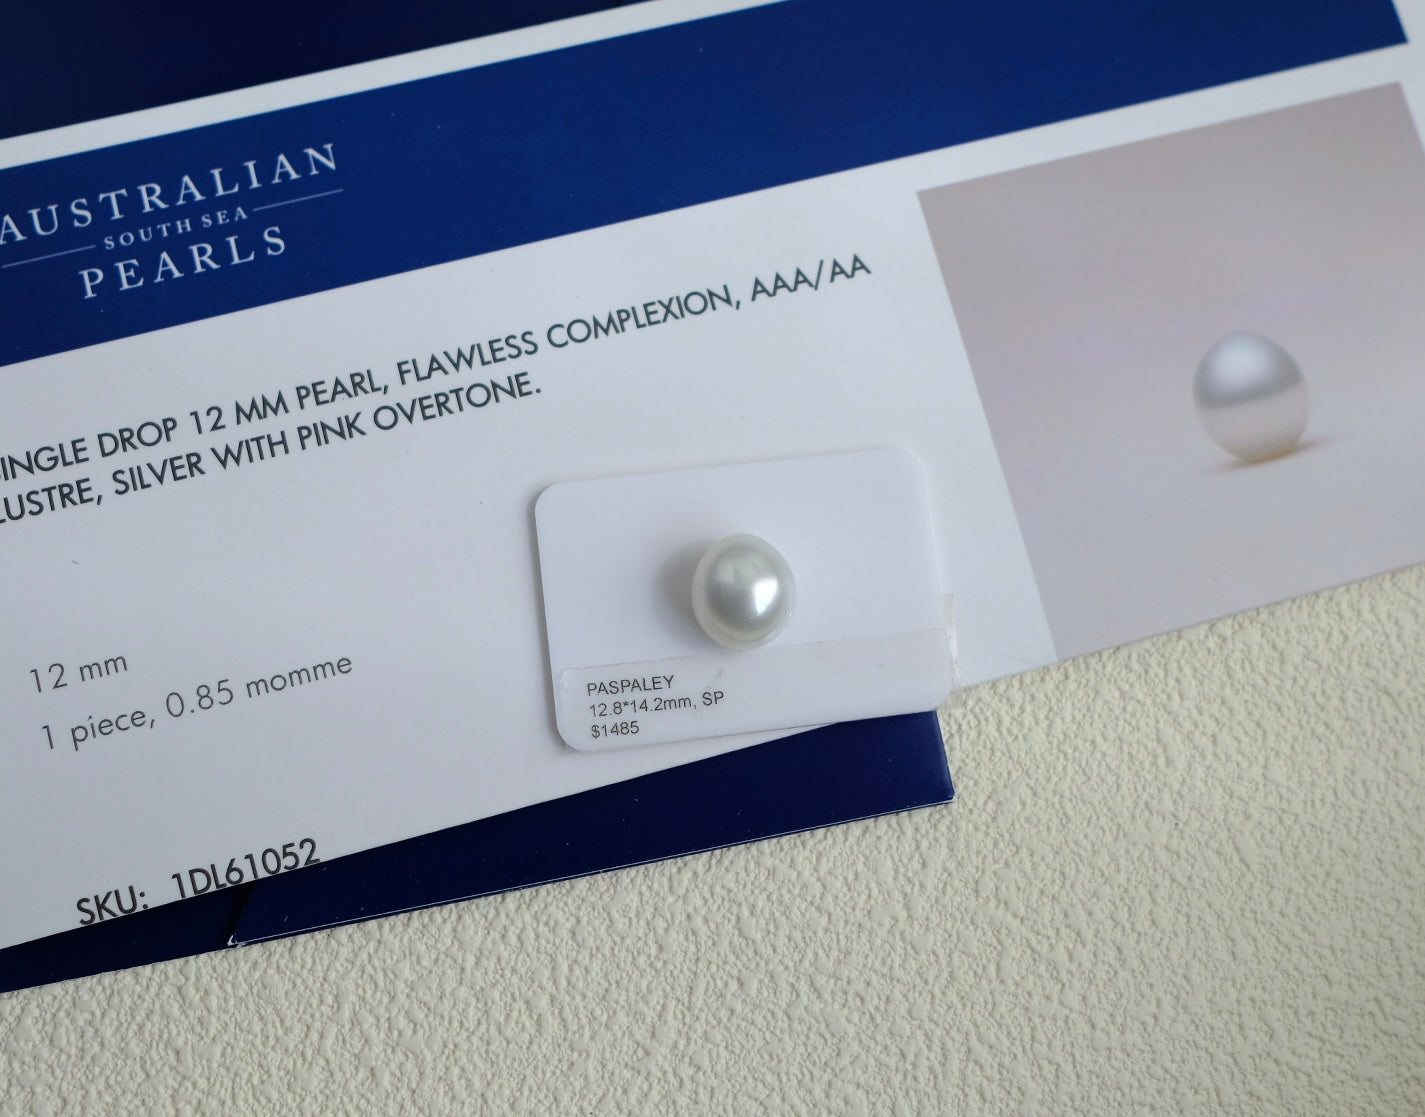 AUSTRALIAN
SOUTH SEA
PEARLS
SINGLE DROP 12 MM PEARL, FLAWLESS COMPLEXION, AAA/AA
LUSTRE, SILVER WITH PINK OVERTONE.
12 mm
1 piece, 0.85 momme
SKU: 1DL61052
PASPALEY
12.8*14.2mm, SP
$1485